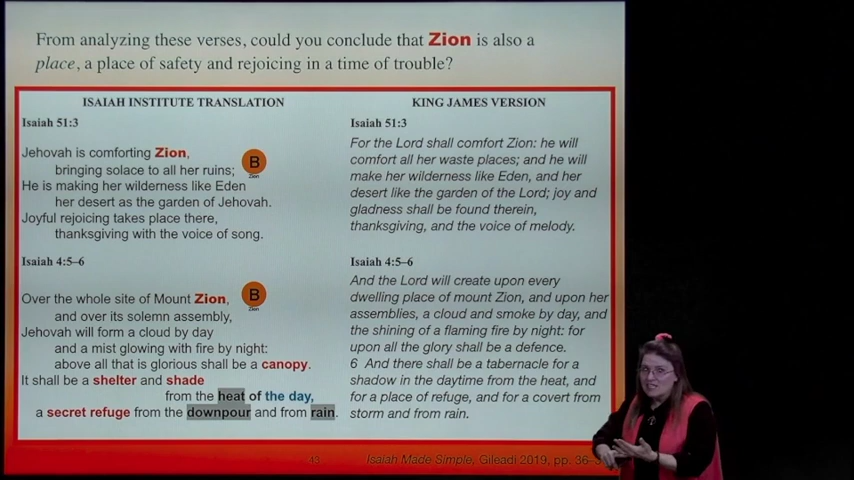 From analyzing these verses, could you conclude that Zion is also a
place, a place of safety and rejoicing in a time of trouble?
ISAIAH INSTITUTE TRANSLATION
Isaiah 51:3
Jehovah is comforting Zion,
bringing solace to all her ruins;
He is making her wilderness like Eden
her desert as the garden of Jehovah.
Joyful rejoicing takes place there,
thanksgiving with the voice of song.
B
Zion
Isaiah 4:5–6
Over the whole site of Mount Zion,
and over its solemn assembly,
Jehovah will form a cloud by day
and a mist glowing with fire by night:
above all that is glorious shall be a canopy.
It shall be a shelter and shade
from the heat of the day,
a secret refuge from the downpour and from rain.
B
Zion
KING JAMES VERSION
Isaiah 51:3
For the Lord shall comfort Zion: he will
comfort all her waste places; and he will
make her wilderness like Eden, and her
desert like the garden of the Lord; joy and
gladness shall be found therein,
thanksgiving, and the voice of melody.
Isaiah 4:5–6
And the Lord will create upon every
dwelling place of mount Zion, and upon her
assemblies, a cloud and smoke by day, and
the shining of a flaming fire by night: for
upon all the glory shall be a defence.
6 And there shall be a tabernacle for a
shadow in the daytime from the heat, and
for a place of refuge, and for a covert from
storm and from rain.
43
Isaiah Made Simple, Gileadi 2019, pp. 36–